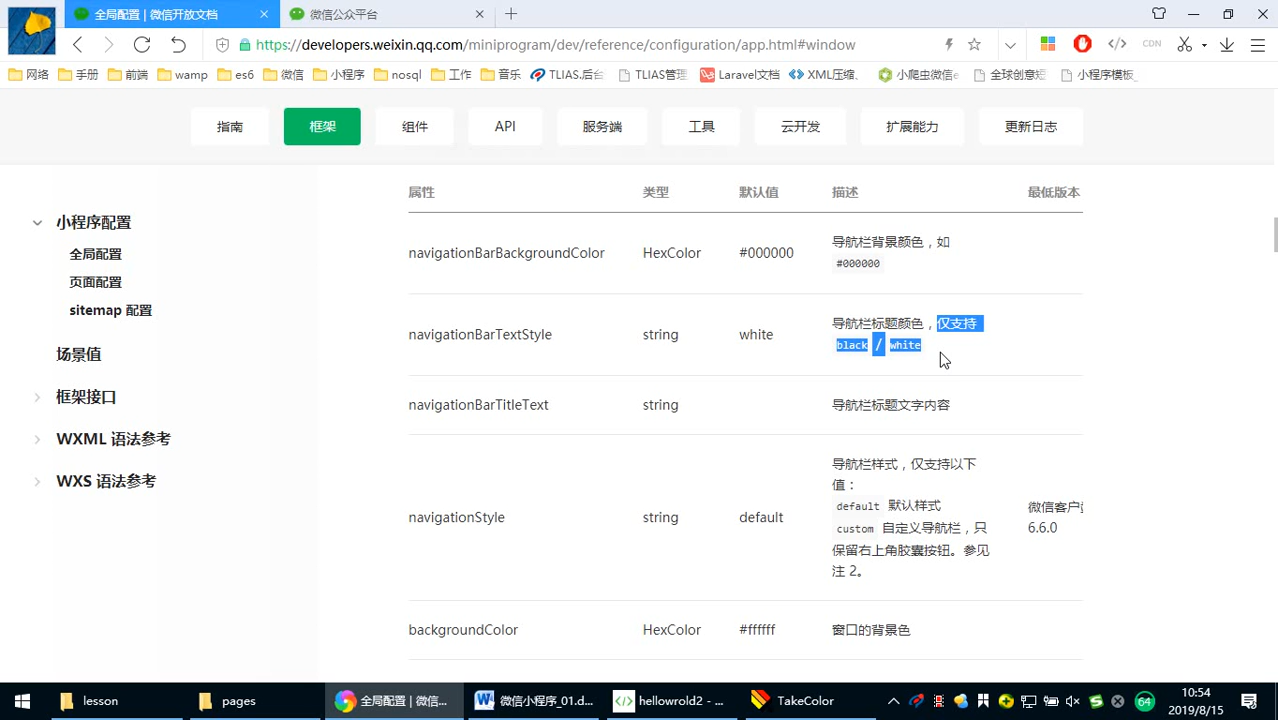 全局配置 | 微信开放文档
微信公众平台
https://developers.weixin.qq.com/miniprogram/dev/reference/configuration/app.html#window
CDN
网络 手册 前端 wamp es6 微信 小程序 nosql 工作 音乐 TLIAS.后台 TLIAS管理 Laravel文档 XML压缩、 小爬虫微信e 全球创意短 小程序模板_
指南 框架 组件 API 服务端 工具 云开发 扩展能力 更新日志
小程序配置
全局配置
页面配置
sitemap 配置
场景值
框架接口
WXML 语法参考
WXS 语法参考
属性 类型 默认值 描述 最低版本
navigationBarBackgroundColor HexColor #000000 导航栏背景颜色，如
#000000
navigationBarTextStyle string white 导航栏标题颜色，仅支持
black / white
navigationBarTitleText string 导航栏标题文字内容
navigationStyle string default 导航栏样式，仅支持以下
值：
default 默认样式
custom 自定义导航栏，只
保留右上角胶囊按钮。参见
注 2。
微信客户
6.6.0
backgroundColor HexColor #ffffff 窗口的背景色
lesson pages 全局配置 | 微信... 微信小程序_01.d... hellowrold2 - ... TakeColor
64
10:54
2019/8/15